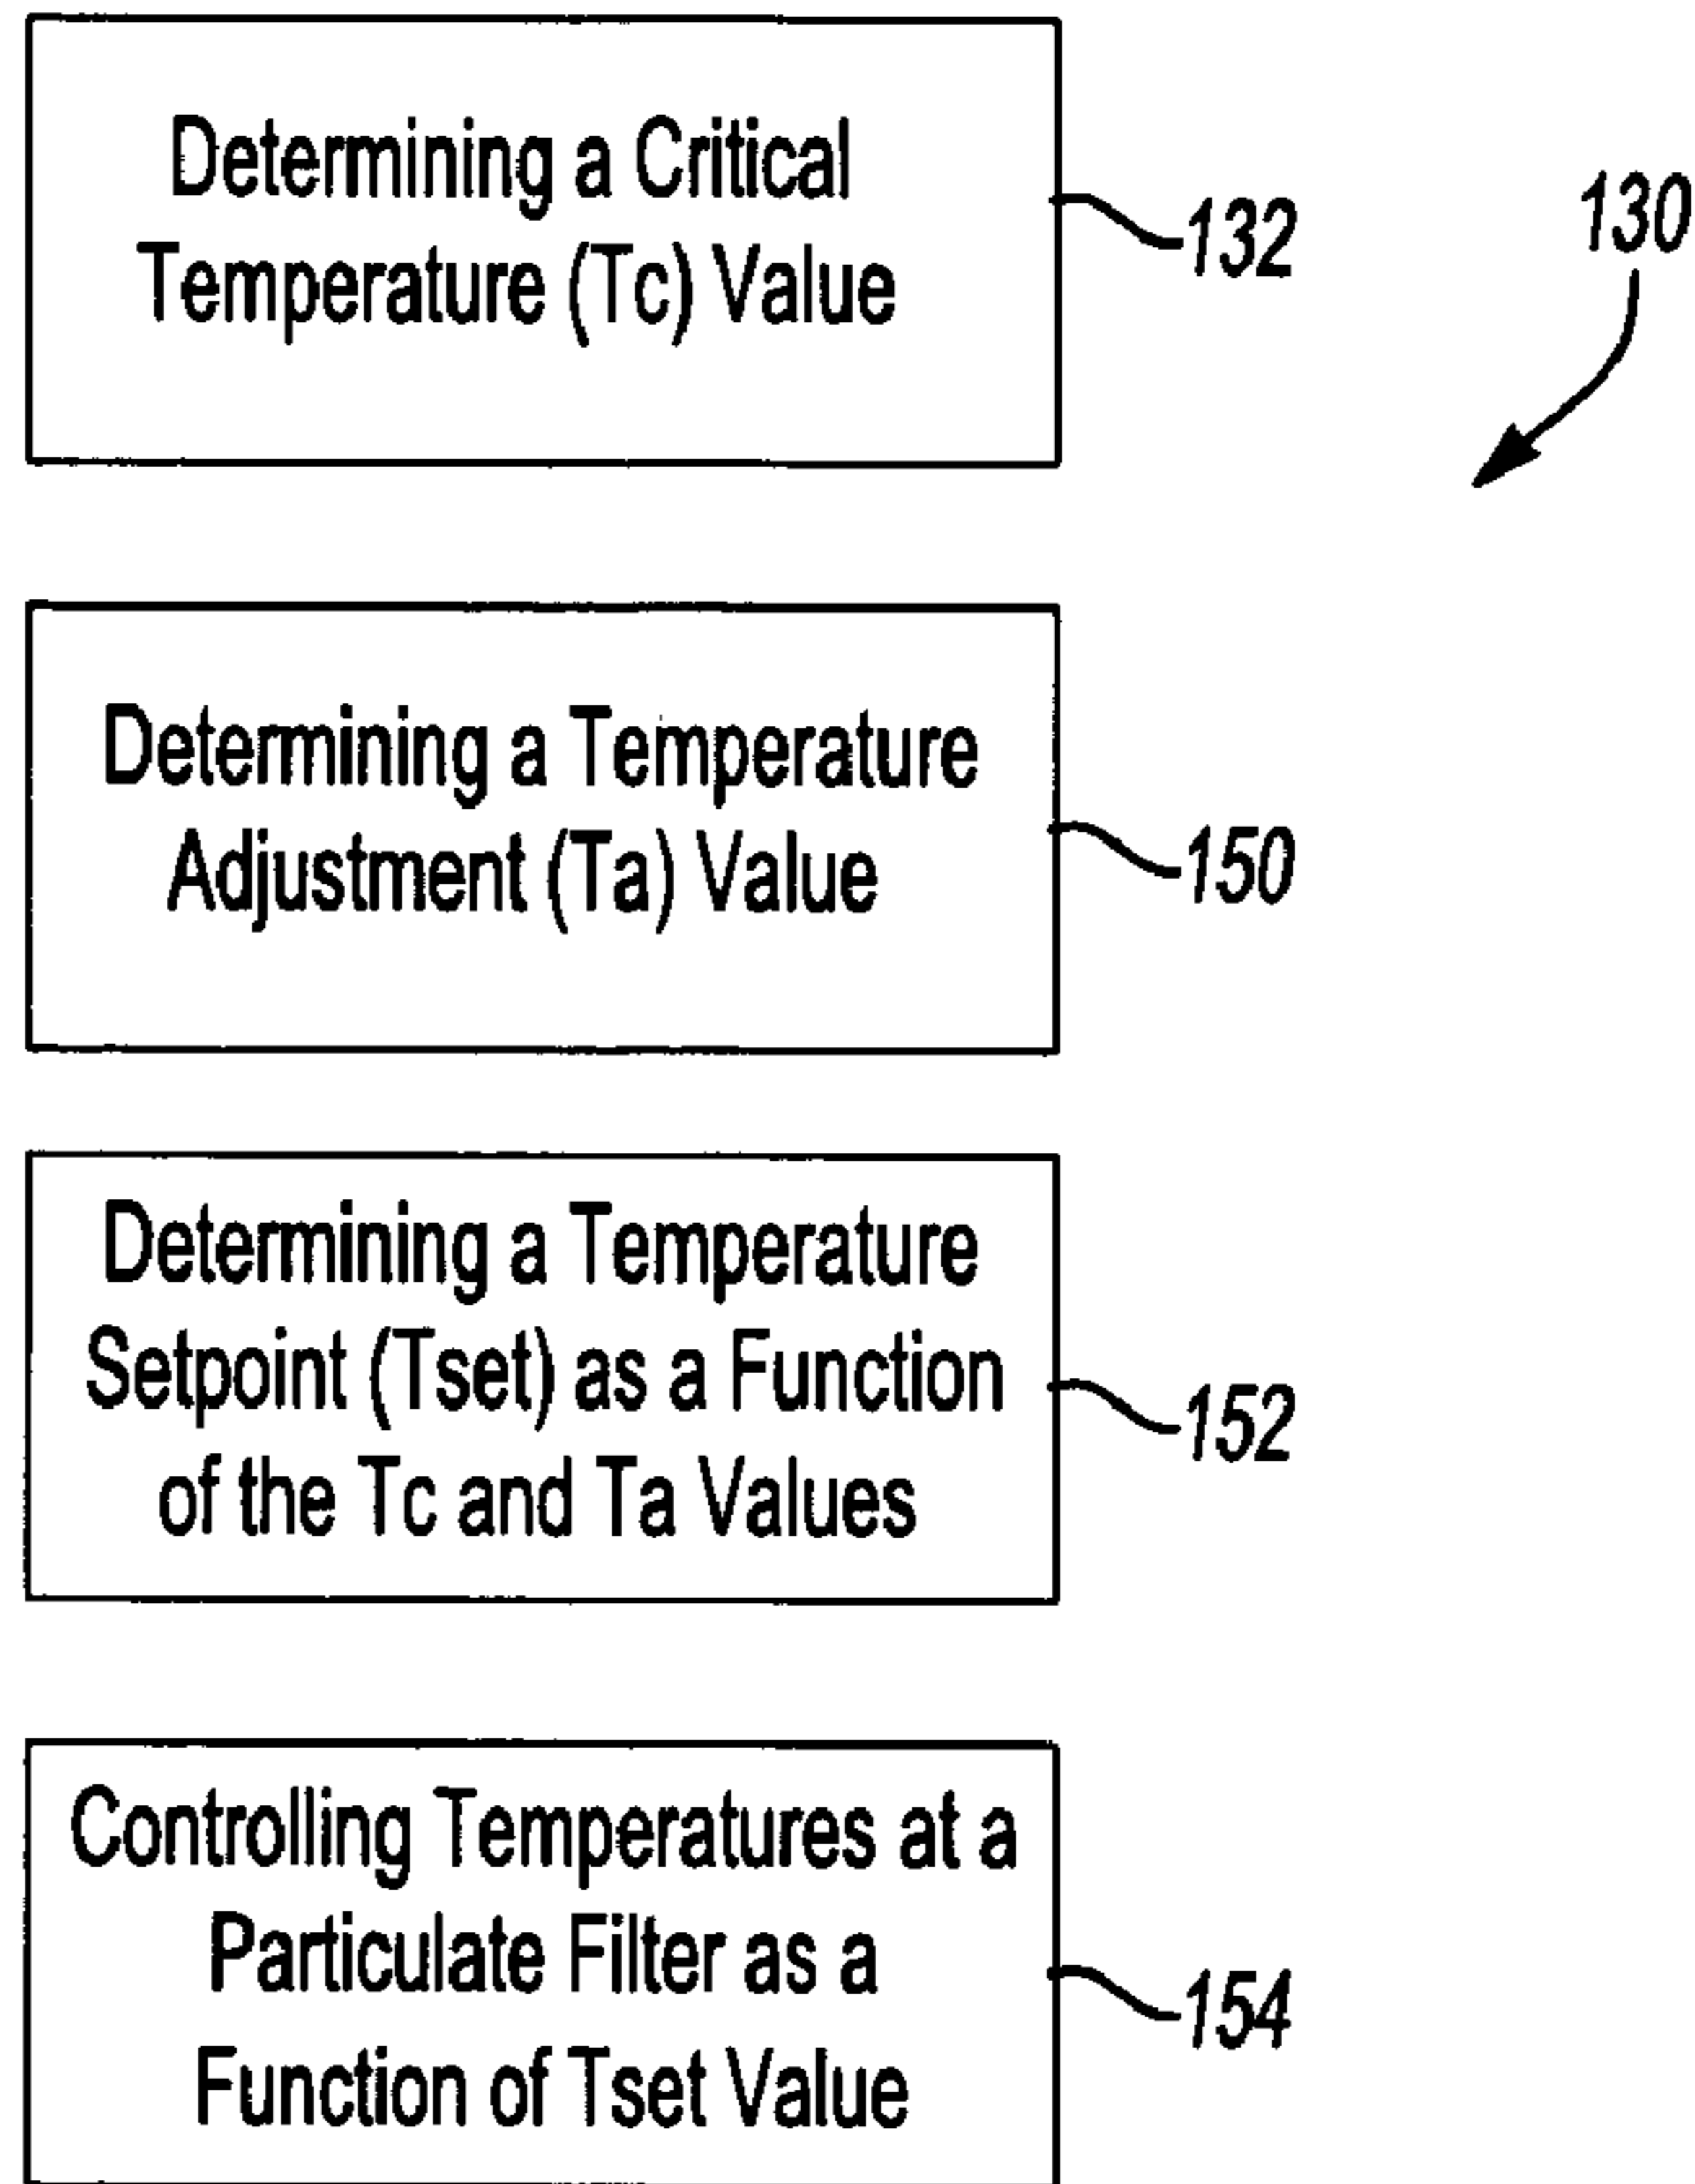 Determining a Critical
Temperature (Tc) Value
132
130
Determining a Temperature
Adjustment (Ta) Value
150
Determining a Temperature
Setpoint (Tset) as a Function
of the Tc and Ta Values
152
Controlling Temperatures at a
Particulate Filter as a
Function of Tset Value
154